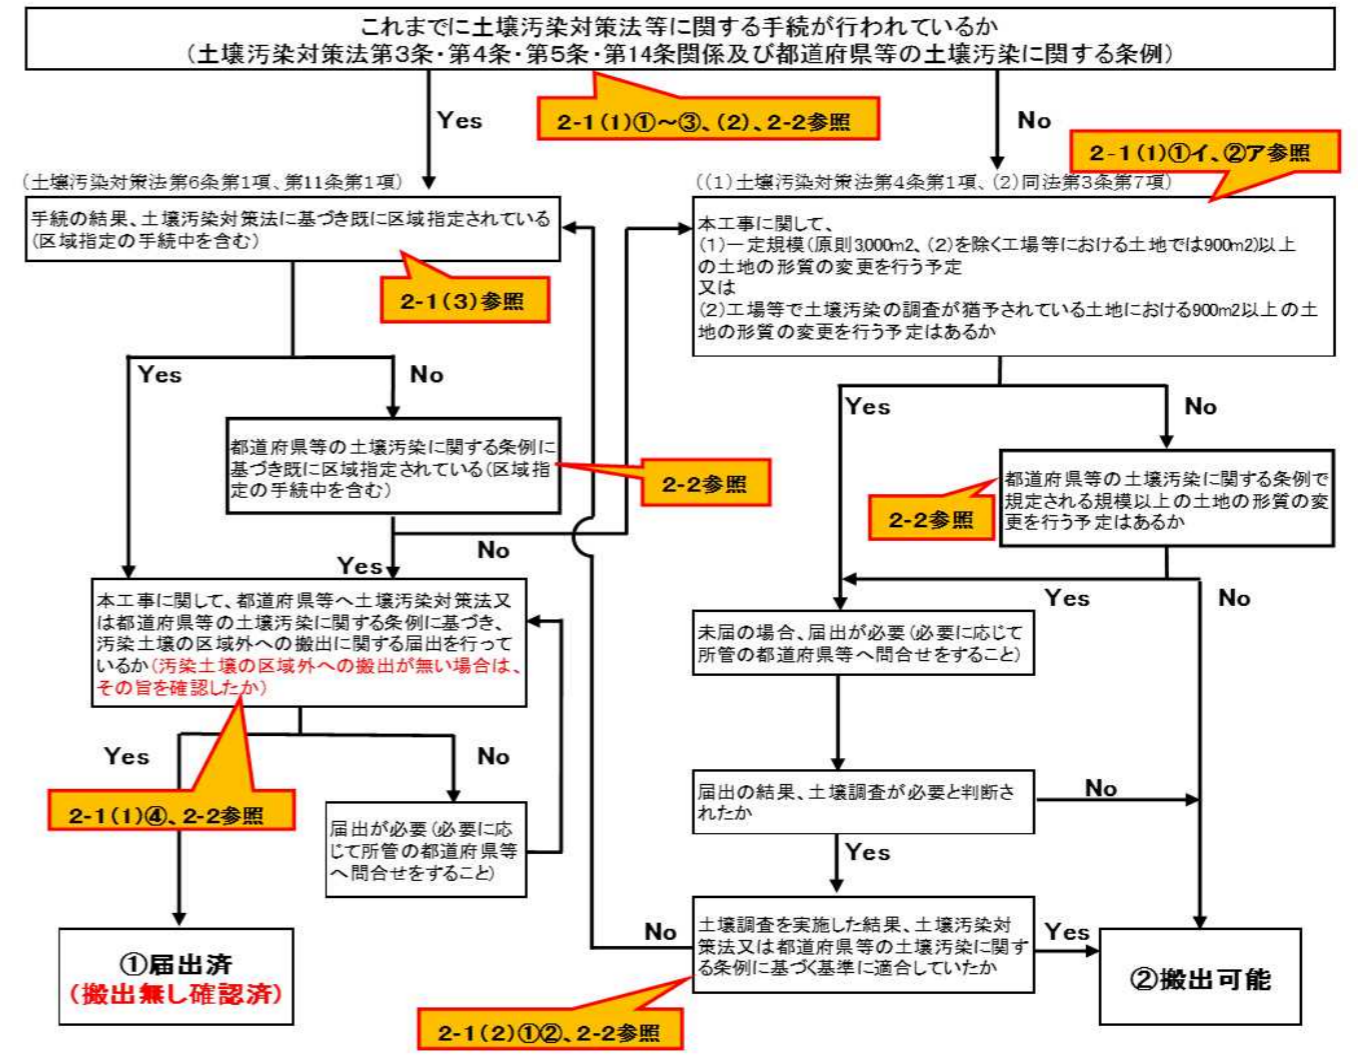 これまでに土壌汚染対策法等に関する手続が行われているか
(土壌汚染対策法第3条・第4条・第5条・第14条関係及び都道府県等の土壌汚染に関する条例)
Yes
2-1(1)①～③、(2)、2-2参照
No
2-1(1)①イ、②ア参照
(土壌汚染対策法第6条第1項、第11条第1項)
手続の結果、土壌汚染対策法に基づき既に区域指定されている
(区域指定の手続中を含む)
2-1(3)参照
((1)土壌汚染対策法第4条第1項、(2)同法第3条第7項)
本工事に関して、
(1)一定規模(原則3,000m2、(2)を除く工場等における土地では900m2)以上
の土地の形質の変更を行う予定
又は
(2)工場等で土壌汚染の調査が猶予されている土地における900m2以上の土
地の形質の変更を行う予定はあるか
Yes
No
都道府県等の土壌汚染に関する条例に
基づき既に区域指定されている(区域指
定の手続中を含む)
2-2参照
Yes
No
2-2参照
都道府県等の土壌汚染に関する条例で
規定される規模以上の土地の形質の変
更を行う予定はあるか
No
Yes
本工事に関して、都道府県等へ土壌汚染対策法又
は都道府県等の土壌汚染に関する条例に基づき、
汚染土壌の区域外への搬出に関する届出を行って
いるか(汚染土壌の区域外への搬出が無い場合は、
その旨を確認したか)
Yes
No
未届の場合、届出が必要(必要に応じて
所管の都道府県等へ問合せをすること)
Yes
No
2-1(1)④、2-2参照
届出が必要(必要に応
じて所管の都道府県等
へ問合せをすること)
届出の結果、土壌調査が必要と判断さ
れたか
No
Yes
①届出済
(搬出無し確認済)
No
土壌調査を実施した結果、土壌汚染対
策法又は都道府県等の土壌汚染に関す
る条例に基づく基準に適合していたか
Yes
②搬出可能
2-1(2)①②、2-2参照